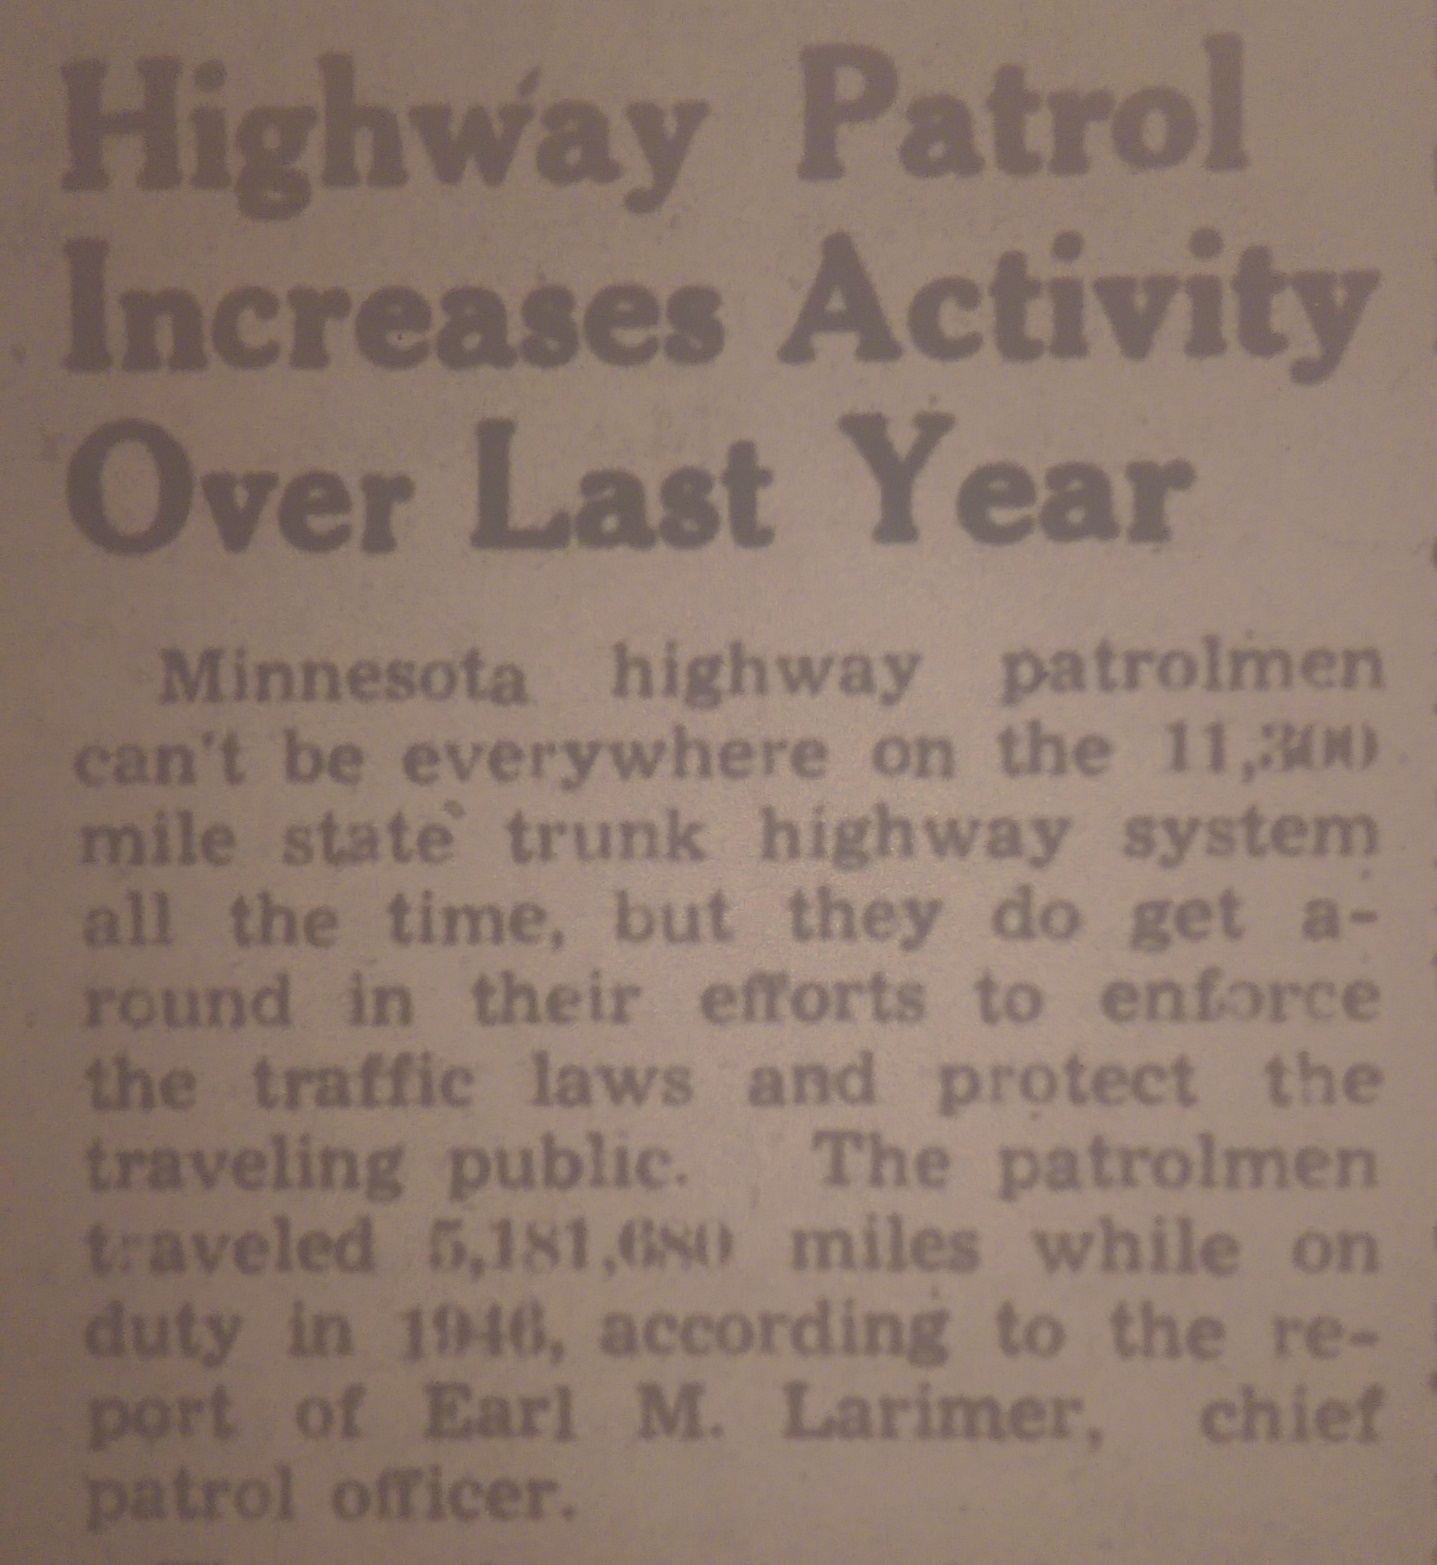 Highway Patrol
Increases Activity
Over Last Year
Minnesota highway patrolmen
can't be everywhere on the 11,300
mile state trunk highway system
all the time, but they do get a-
round in their efforts to enforce
the traffic laws and protect the
traveling public. The patrolmen
traveled 5,181,680 miles while on
duty in 1946, according to the re-
port of Earl M. Larimer, chief
patrol officer.